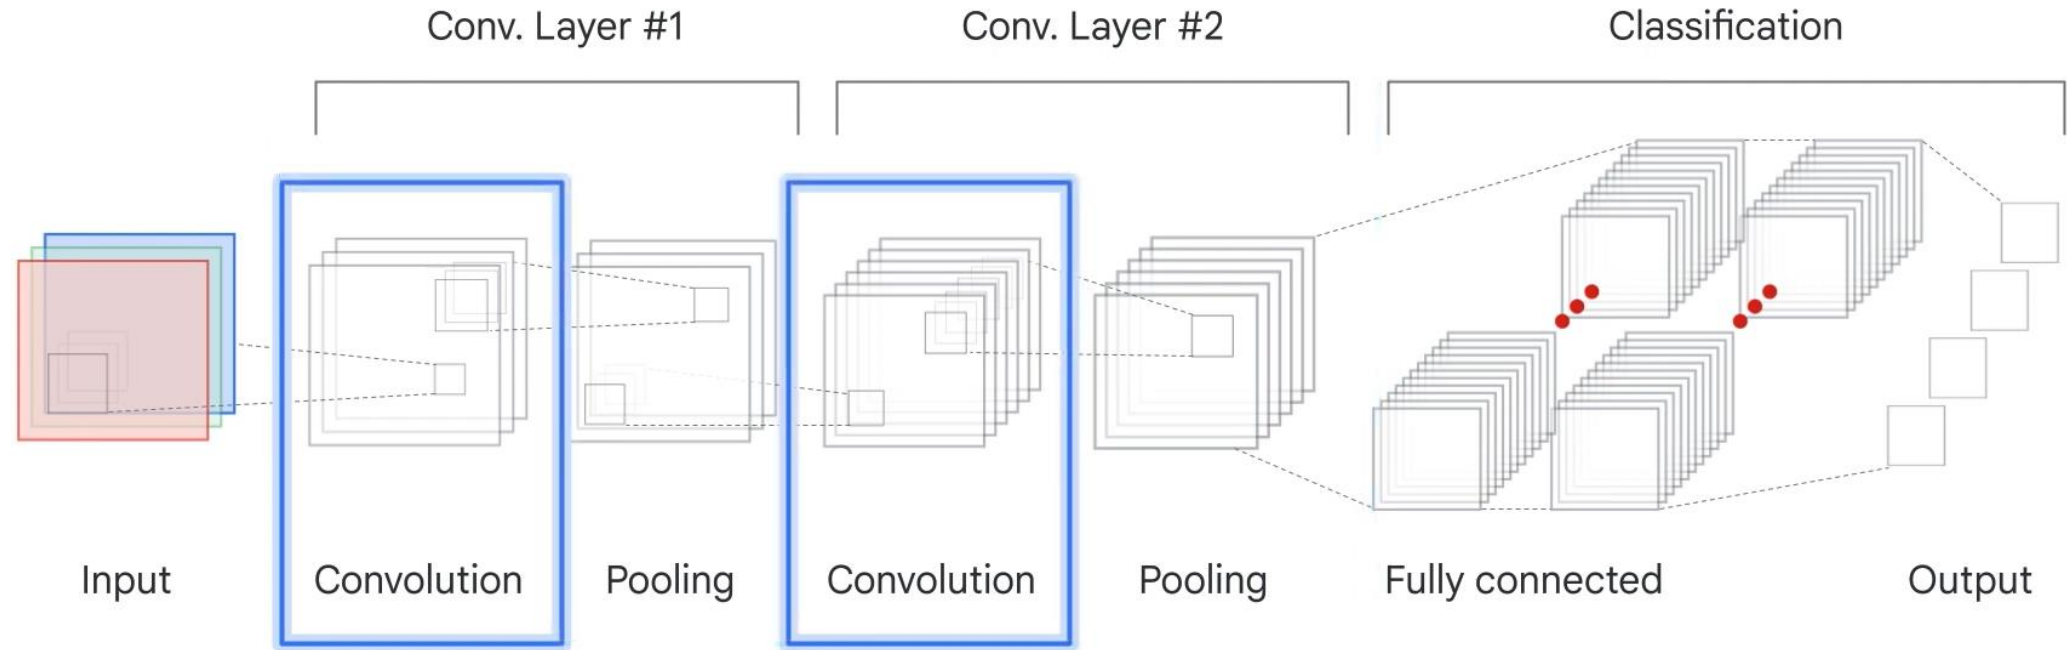 Conv. Layer #1
Conv. Layer #2
Classification
Input
Convolution
Pooling
Convolution
Pooling
Fully connected
Output